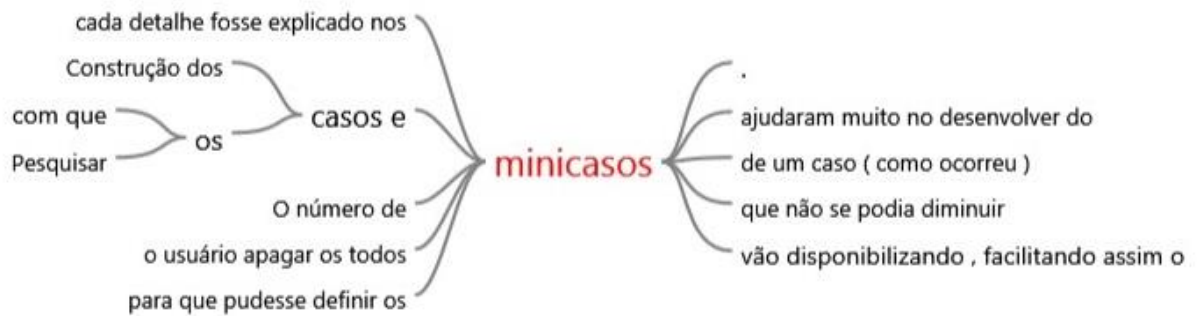 cada detalhe fosse explicado nos
Construção dos
com que
Pesquisar
os
casos e
O número de
o usuário apagar os todos
para que pudesse definir os
minicasos
.
ajudaram muito no desenvolver do
de um caso ( como ocorreu )
que não se podia diminuir
vão disponibilizando , facilitando assim o